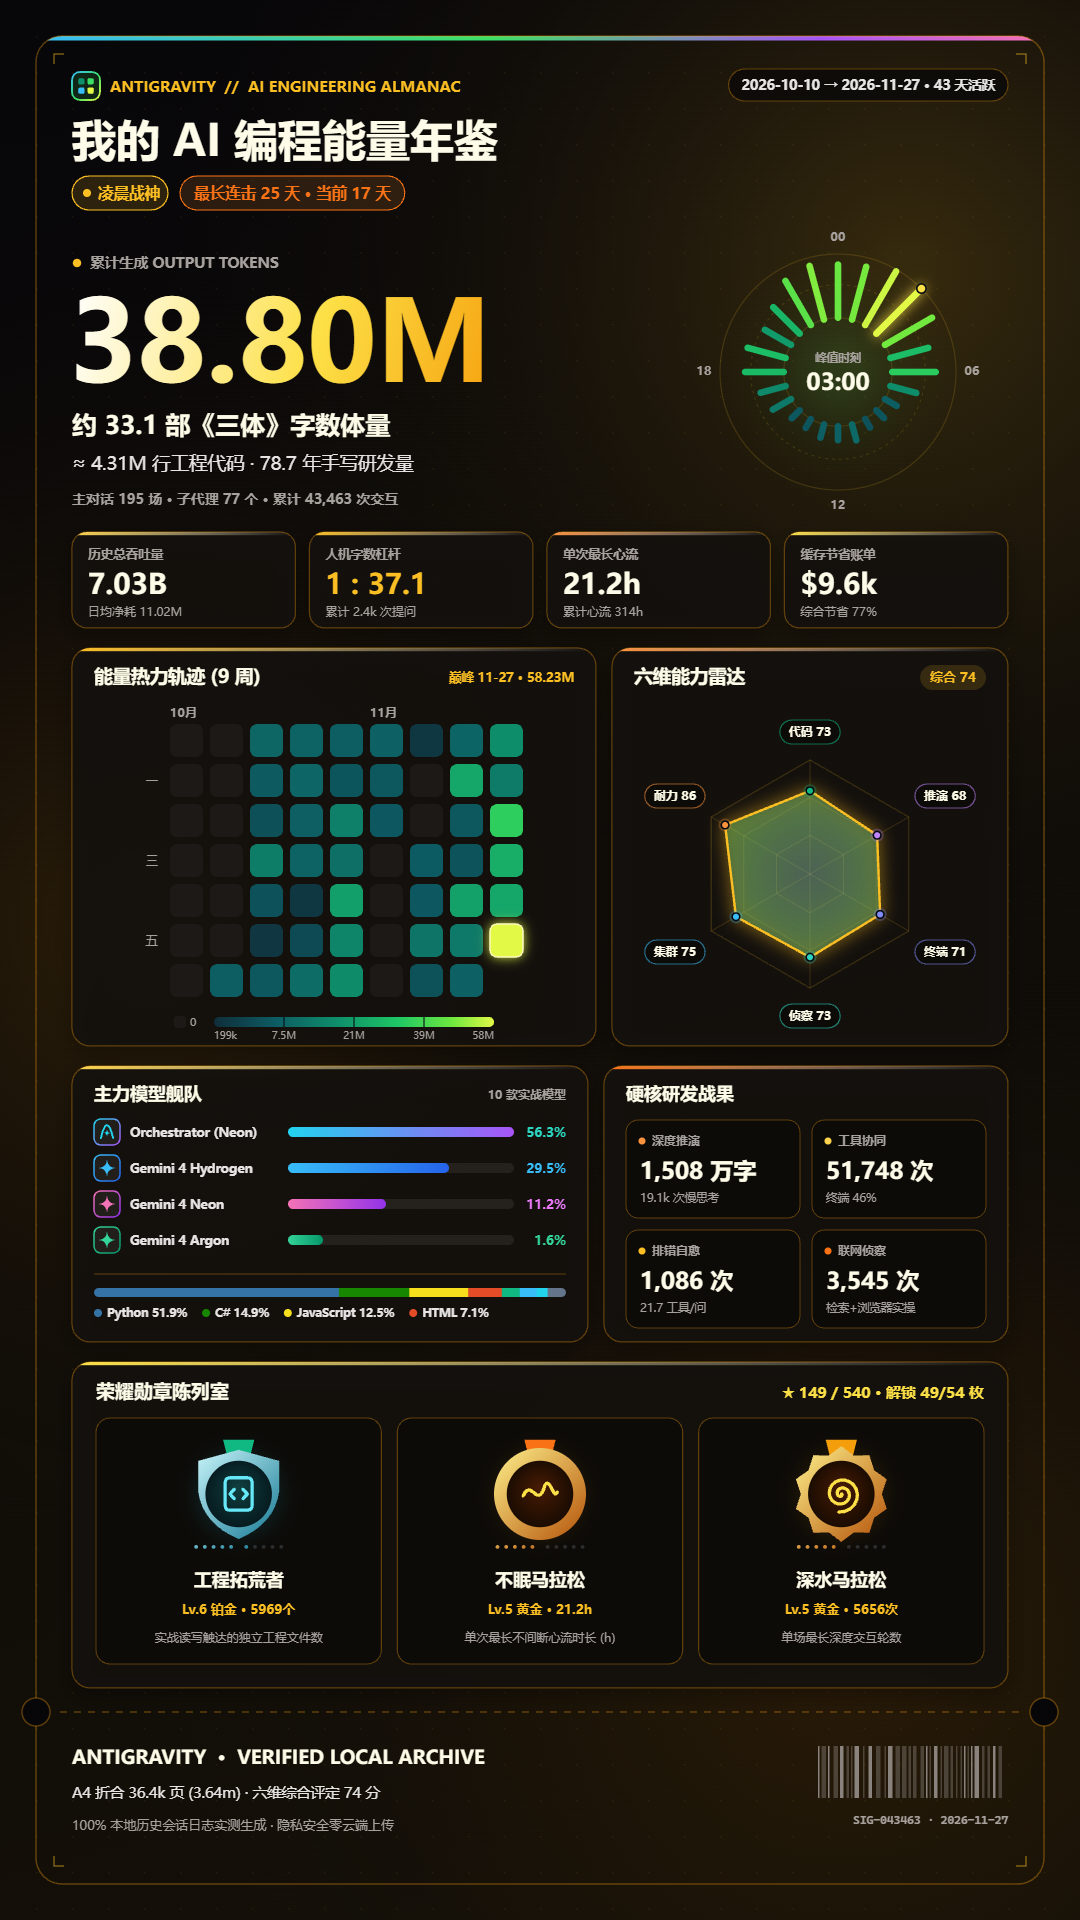 ANTIGRAVITY // AI ENGINEERING ALMANAC
2026-10-10 → 2026-11-27 • 43 天活跃
我的 AI 编程能量年鉴
凌晨战神
最长连击 25 天 • 当前 17 天
累计生成 OUTPUT TOKENS
38.80M
约 33.1 部《三体》字数体量
≈ 4.31M 行工程代码 · 78.7 年手写研发量
主对话 195 场 • 子代理 77 个 • 累计 43,463 次交互
00
18
峰值时刻
03:00
06
12
历史总吞吐量
7.03B
日均净耗 11.02M
人机字数杠杆
1 : 37.1
累计 2.4k 次提问
单次最长心流
21.2h
累计心流 314h
缓存节省账单
$9.6k
综合节省 77%
能量热力轨迹 (9 周)
巅峰 11-27 • 58.23M
10月
11月
一
三
五
0
199k
7.5M
21M
39M
58M
六维能力雷达
综合 74
代码 73
耐力 86
推演 68
集群 75
终端 71
侦察 73
主力模型舰队
10 款实战模型
Orchestrator (Neon)
56.3%
Gemini 4 Hydrogen
29.5%
Gemini 4 Neon
11.2%
Gemini 4 Argon
1.6%
Python 51.9%
C# 14.9%
JavaScript 12.5%
HTML 7.1%
硬核研发战果
深度推演
1,508 万字
19.1k 次慢思考
工具协同
51,748 次
终端 46%
排错自愈
1,086 次
21.7 工具/问
联网侦察
3,545 次
检索+浏览器实操
荣耀勋章陈列室
★ 149 / 540 • 解锁 49/54 枚
工程拓荒者
Lv.6 铂金 • 5969个
实战读写触达的独立工程文件数
不眠马拉松
Lv.5 黄金 • 21.2h
单次最长不间断心流时长 (h)
深水马拉松
Lv.5 黄金 • 5656次
单场最长深度交互轮数
ANTIGRAVITY • VERIFIED LOCAL ARCHIVE
A4 折合 36.4k 页 (3.64m) · 六维综合评定 74 分
100% 本地历史会话日志实测生成 · 隐私安全零云端上传
SIG-043463 · 2026-11-27